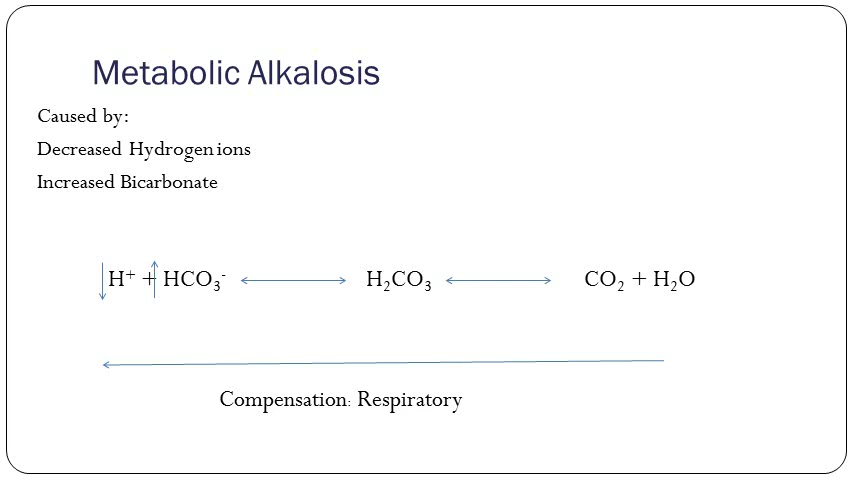 Metabolic Alkalosis
Caused by:
Decreased Hydrogen ions
Increased Bicarbonate
H⁺ + HCO₃⁻ H₂CO₃ CO₂ + H₂O
Compensation: Respiratory